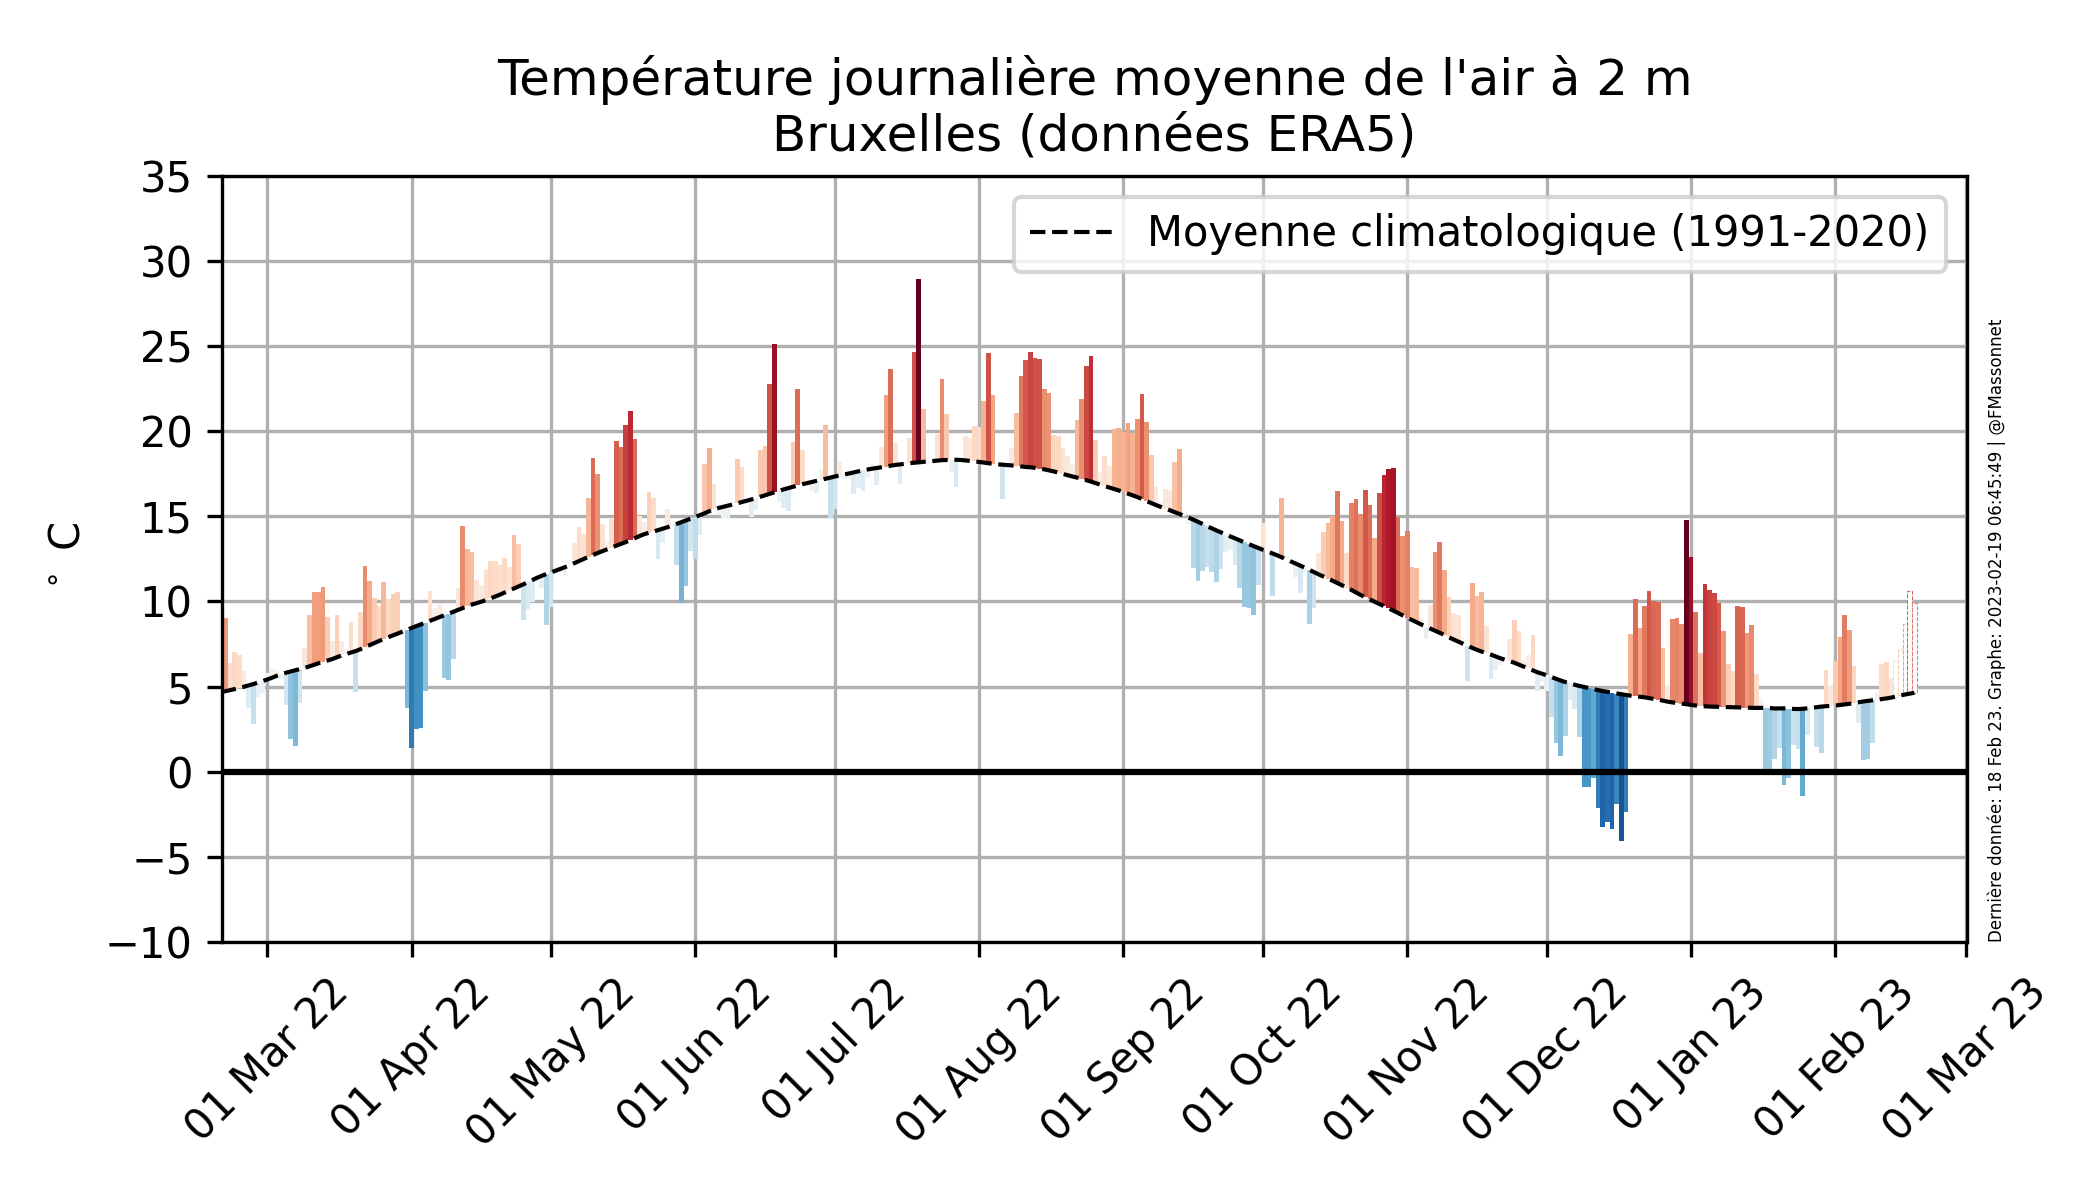 Température journalière moyenne de l'air à 2 m
Bruxelles (données ERA5)
Moyenne climatologique (1991-2020)
35
30
25
20
15
10
5
0
−5
−10
° C
01 Mar 22
01 Apr 22
01 May 22
01 Jun 22
01 Jul 22
01 Aug 22
01 Sep 22
01 Oct 22
01 Nov 22
01 Dec 22
01 Jan 23
01 Feb 23
01 Mar 23
Dernière donnée: 18 Feb 23. Graphe: 2023-02-19 06:45:49 | @FMassonnet